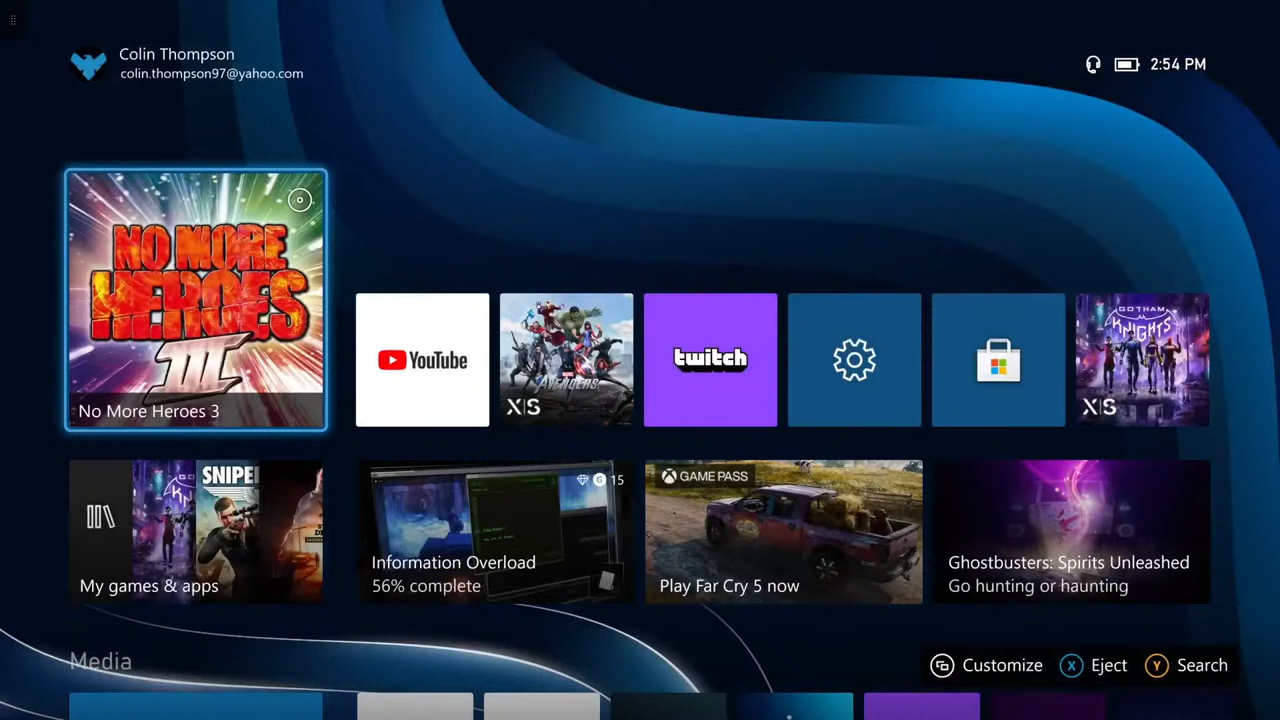 Colin Thompson
colin.thompson97@yahoo.com
2:54 PM
NO MORE
HEROES
III
No More Heroes 3
YouTube
AVENGERS
X|S
twitch
GOTHAM
KNIGHTS
X|S
SNIPER
My games & apps
G 15
Information Overload
56% complete
GAME PASS
Play Far Cry 5 now
Ghostbusters: Spirits Unleashed
Go hunting or haunting
Media
Customize
X Eject
Y Search